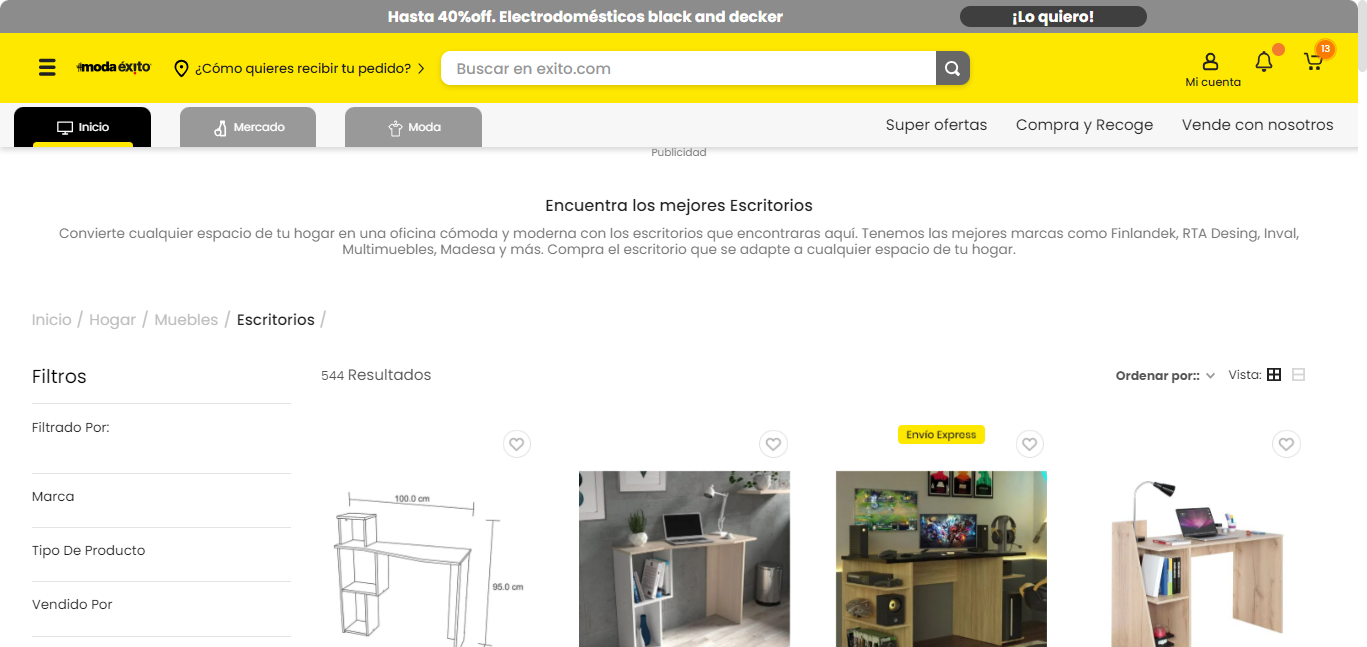 Hasta 40%off. Electrodomésticos black and decker
¡Lo quiero!
#moda éxito
¿Cómo quieres recibir tu pedido?
Buscar en exito.com
Mi cuenta
13
Inicio
Mercado
Moda
Super ofertas
Compra y Recoge
Vende con nosotros
Publicidad
Encuentra los mejores Escritorios
Convierte cualquier espacio de tu hogar en una oficina cómoda y moderna con los escritorios que encontraras aquí. Tenemos las mejores marcas como Finlandek, RTA Desing, Inval,
Multimuebles, Madesa y más. Compra el escritorio que se adapte a cualquier espacio de tu hogar.
Inicio / Hogar / Muebles / Escritorios /
Filtros
544 Resultados
Ordenar por::
Vista:
Filtrado Por:
Marca
Tipo De Producto
Vendido Por
Envío Express
100.0 cm
95.0 cm